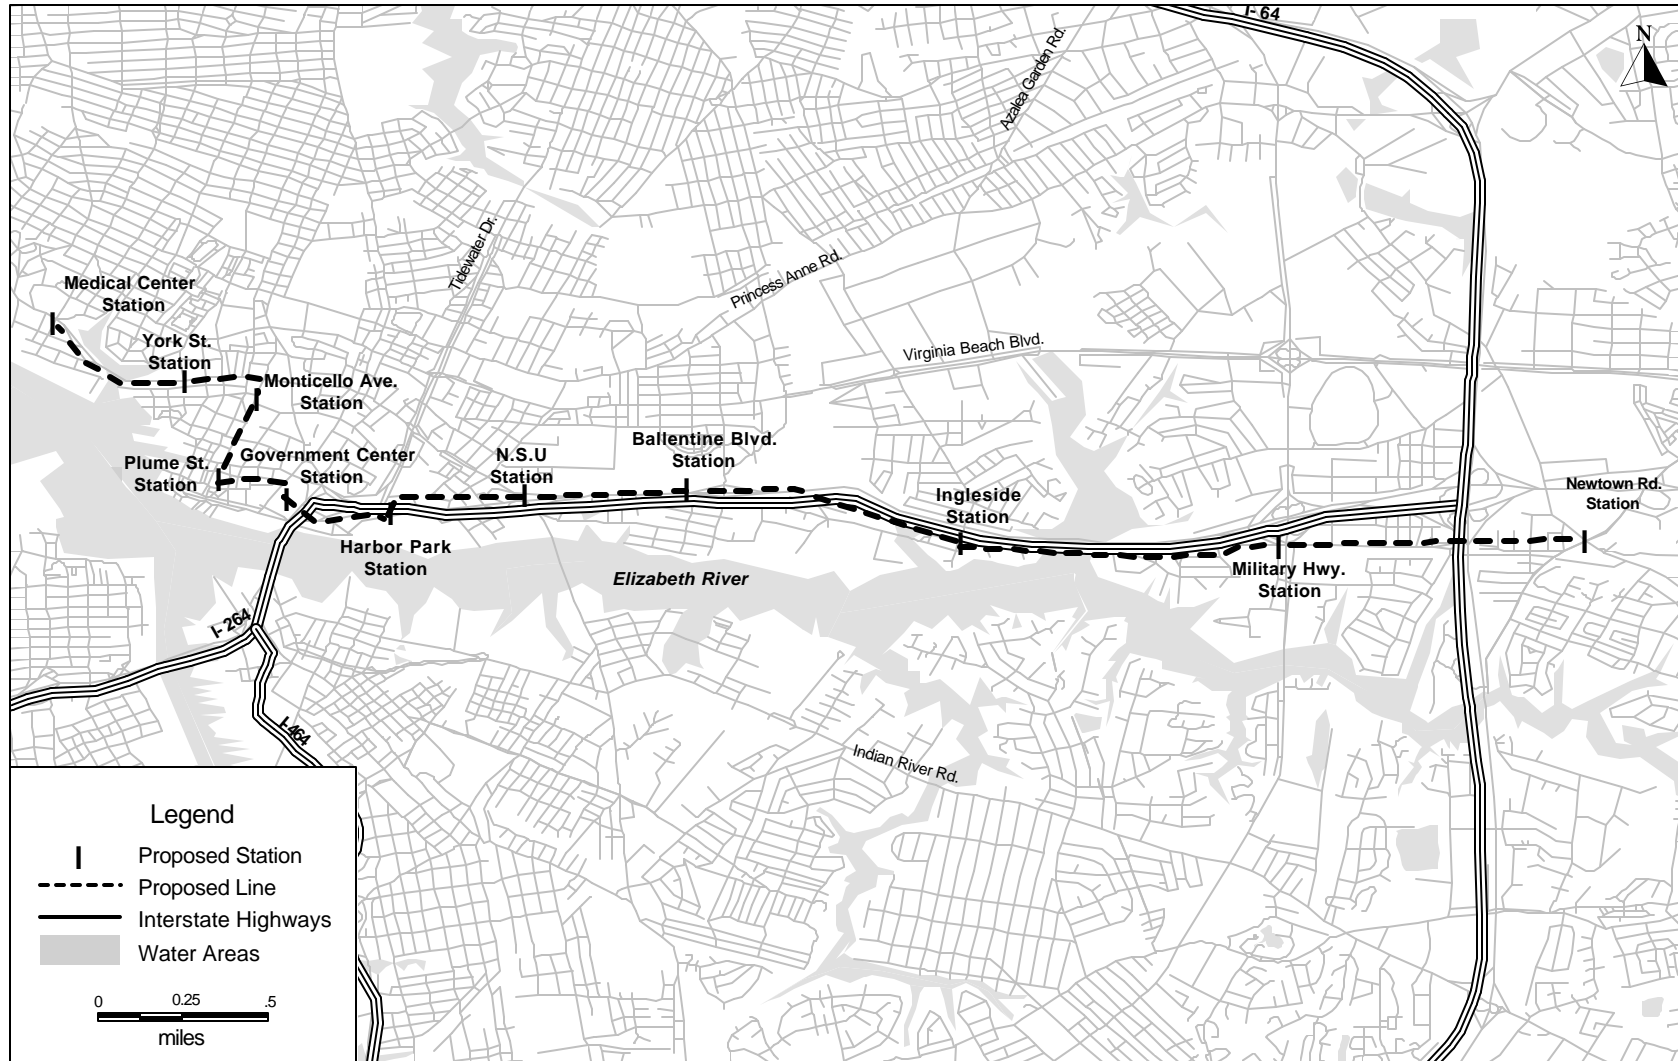 I- 64
N
Azalea Garden Rd.
Tidewater Dr.
Princess Anne Rd.
Medical Center
Station
York St.
Station
Virginia Beach Blvd.
Monticello Ave.
Station
Plume St.
Station
Government Center
Station
N.S.U
Station
Ballentine Blvd.
Station
Ingleside
Station
Newtown Rd.
Station
Harbor Park
Station
Elizabeth River
Military Hwy.
Station
I- 264
I-464
Indian River Rd.
Legend
Proposed Station
Proposed Line
Interstate Highways
Water Areas
0 0.25 .5
miles